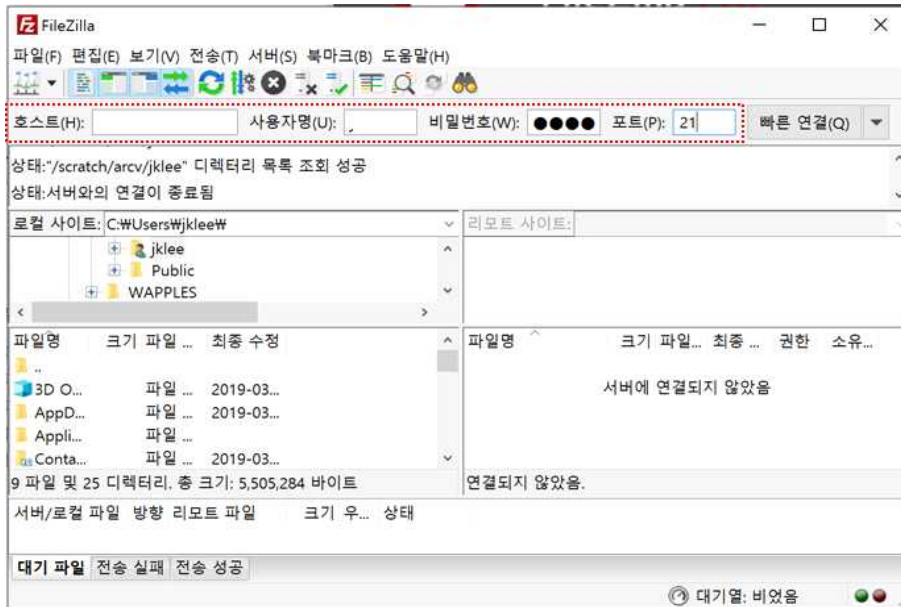 FileZilla
파일(F) 편집(E) 보기(V) 전송(T) 서버(S) 북마크(B) 도움말(H)
호스트(H): 사용자명(U): 비밀번호(W): ●●●● 포트(P): 21 빠른 연결(Q)
상태:"/scratch/arcv/jklee" 디렉터리 목록 조회 성공
상태:서버와의 연결이 종료됨
로컬 사이트: C:₩Users₩jklee₩ 리모트 사이트:
jklee
Public
WAPPLES
파일명 크기 파일 ... 최종 수정 파일명 크기 파일... 최종 ... 권한 소유...
..
3D O... 파일 ... 2019-03... 서버에 연결되지 않았음
AppD... 파일 ... 2019-03...
Appli... 파일 ...
Conta... 파일 ... 2019-03...
9 파일 및 25 디렉터리. 총 크기: 5,505,284 바이트 연결되지 않았음.
서버/로컬 파일 방향 리모트 파일 크기 우... 상태
대기 파일 전송 실패 전송 성공
대기열: 비었음